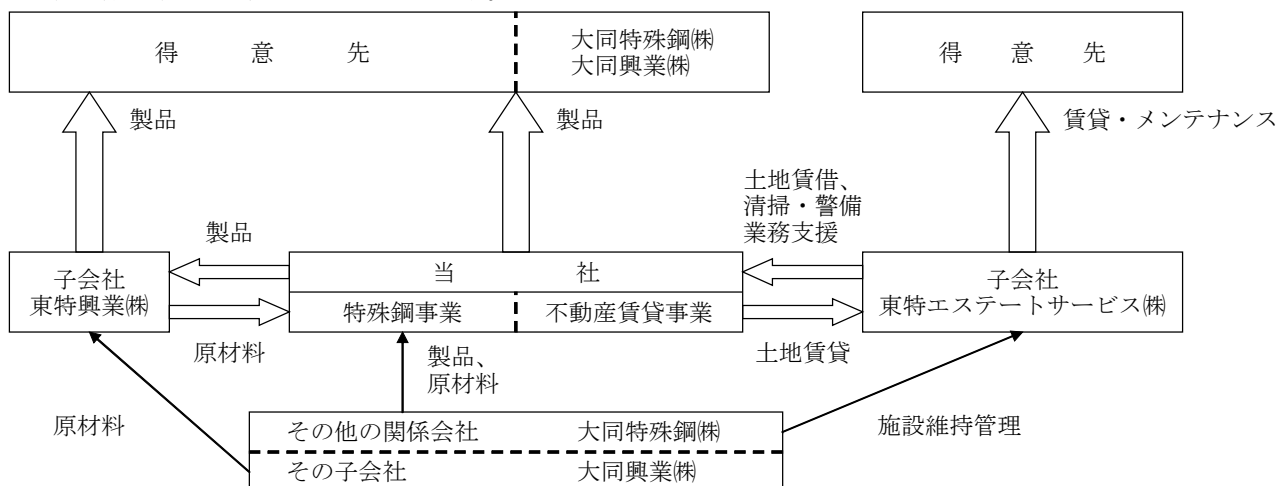 得意先
大同特殊鋼㈱
大同興業㈱
得意先
製品
製品
賃貸・メンテナンス
土地賃借、
清掃・警備
業務支援
製品
子会社
東特興業㈱
当社
特殊鋼事業
不動産賃貸事業
子会社
東特エステートサービス㈱
原材料
製品、
原材料
土地賃貸
原材料
その他の関係会社 大同特殊鋼㈱
その子会社 大同興業㈱
施設維持管理